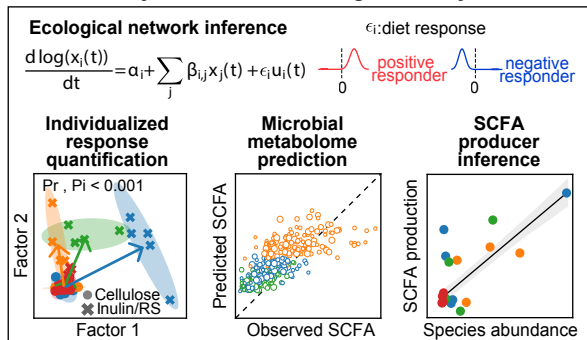 Ecological network inference
ϵi:diet response
d log(xi(t))
dt
=αi+∑ βi,jxj(t) +ϵiui(t)
j
positive
responder
negative
responder
0
0
Individualized
response
quantification
Microbial
metabolome
prediction
SCFA
producer
inference
Pr , Pi < 0.001
Factor 2
Cellulose
Inulin/RS
Factor 1
Predicted SCFA
Observed SCFA
SCFA production
Species abundance